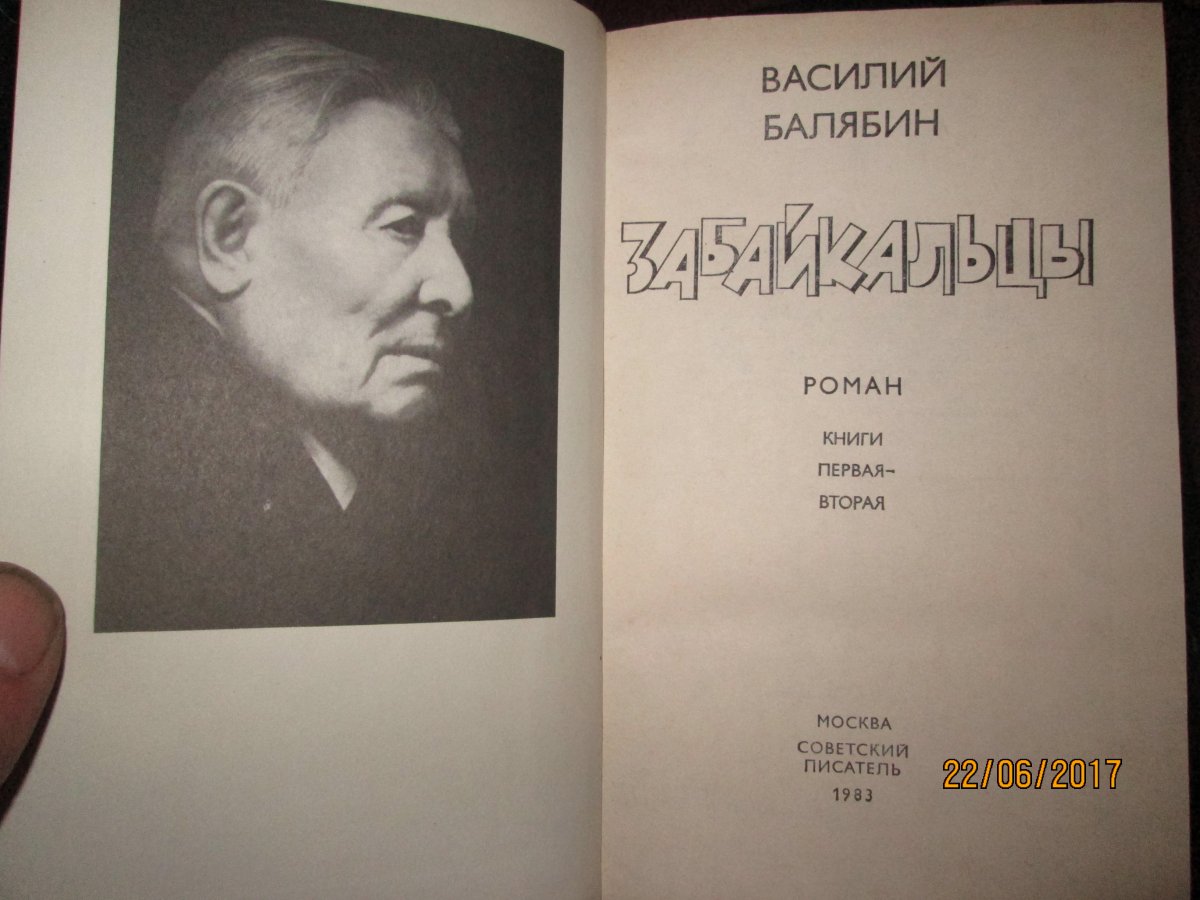 ВАСИЛИЙ
БАЛЯБИН
ЗАБАЙКАЛЬЦЫ
РОМАН
КНИГИ
ПЕРВАЯ-
ВТОРАЯ
МОСКВА
СОВЕТСКИЙ
ПИСАТЕЛЬ
1983
22/06/2017